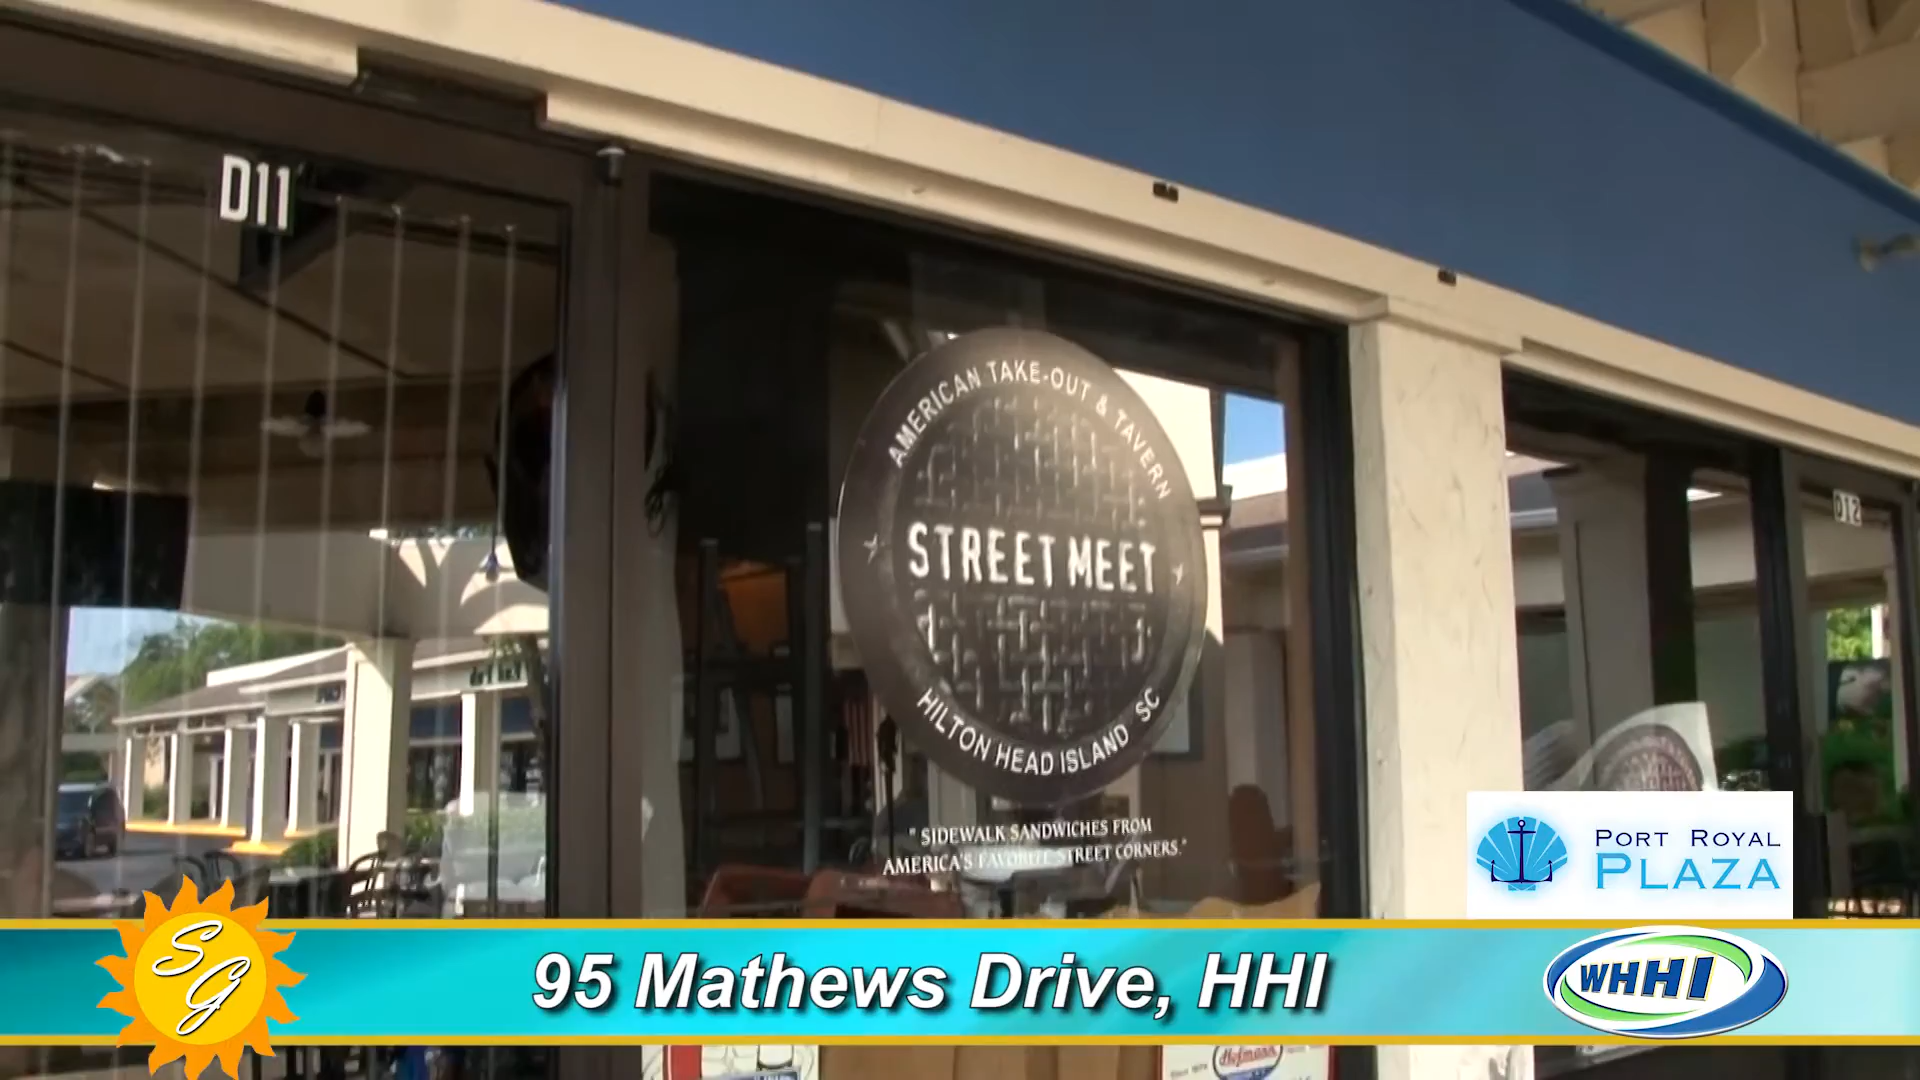 D11
AMERICAN TAKE-OUT & TAVERN
STREET MEET
HILTON HEAD ISLAND SC
" SIDEWALK SANDWICHES FROM
AMERICA'S FAVORITE STREET CORNERS."
D12
PORT ROYAL
PLAZA
SG
95 Mathews Drive, HHI
WHHI
Hofmann